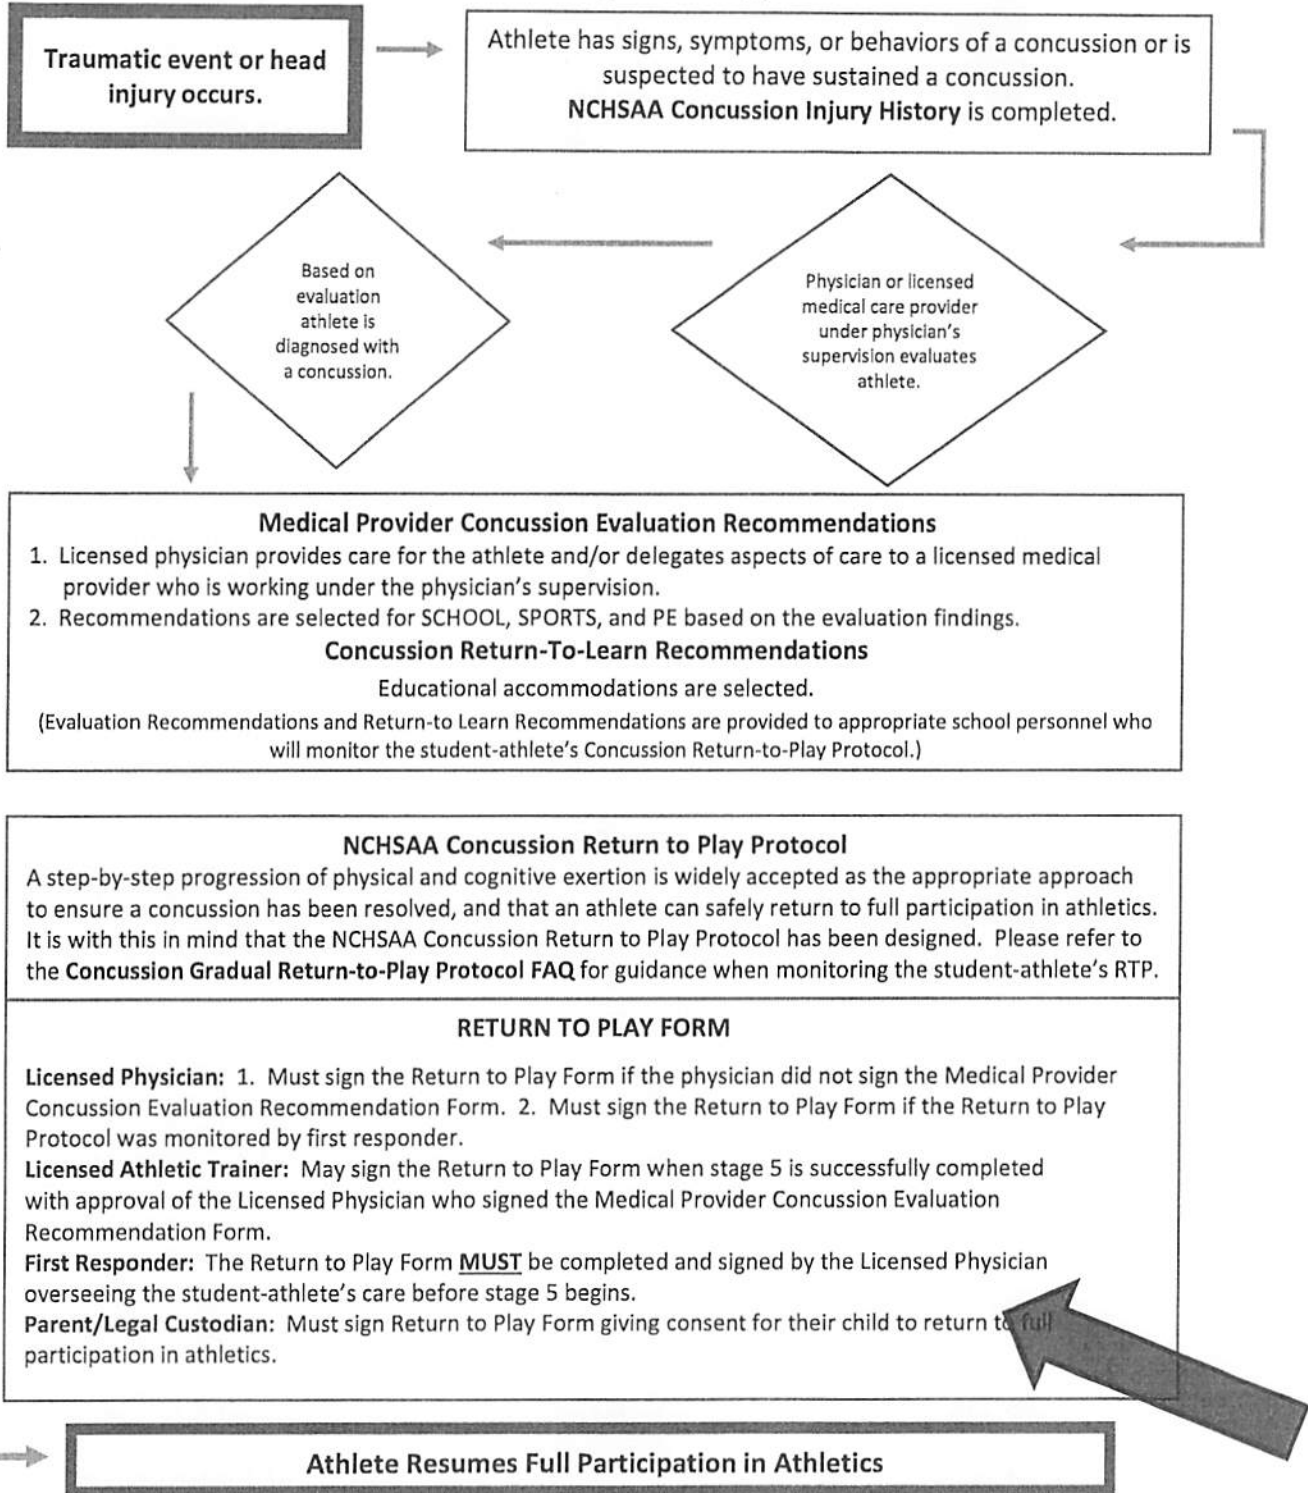 Traumatic event or head
injury occurs.
Athlete has signs, symptoms, or behaviors of a concussion or is
suspected to have sustained a concussion.
NCHSAA Concussion Injury History is completed.
Based on
evaluation
athlete is
diagnosed with
a concussion.
Physician or licensed
medical care provider
under physician's
supervision evaluates
athlete.
Medical Provider Concussion Evaluation Recommendations
1. Licensed physician provides care for the athlete and/or delegates aspects of care to a licensed medical
provider who is working under the physician's supervision.
2. Recommendations are selected for SCHOOL, SPORTS, and PE based on the evaluation findings.
Concussion Return-To-Learn Recommendations
Educational accommodations are selected.
(Evaluation Recommendations and Return-to Learn Recommendations are provided to appropriate school personnel who
will monitor the student-athlete's Concussion Return-to-Play Protocol.)
NCHSAA Concussion Return to Play Protocol
A step-by-step progression of physical and cognitive exertion is widely accepted as the appropriate approach
to ensure a concussion has been resolved, and that an athlete can safely return to full participation in athletics.
It is with this in mind that the NCHSAA Concussion Return to Play Protocol has been designed. Please refer to
the Concussion Gradual Return-to-Play Protocol FAQ for guidance when monitoring the student-athlete's RTP.
RETURN TO PLAY FORM
Licensed Physician: 1. Must sign the Return to Play Form if the physician did not sign the Medical Provider
Concussion Evaluation Recommendation Form. 2. Must sign the Return to Play Form if the Return to Play
Protocol was monitored by first responder.
Licensed Athletic Trainer: May sign the Return to Play Form when stage 5 is successfully completed
with approval of the Licensed Physician who signed the Medical Provider Concussion Evaluation
Recommendation Form.
First Responder: The Return to Play Form MUST be completed and signed by the Licensed Physician
overseeing the student-athlete's care before stage 5 begins.
Parent/Legal Custodian: Must sign Return to Play Form giving consent for their child to return to full
participation in athletics.
Athlete Resumes Full Participation in Athletics